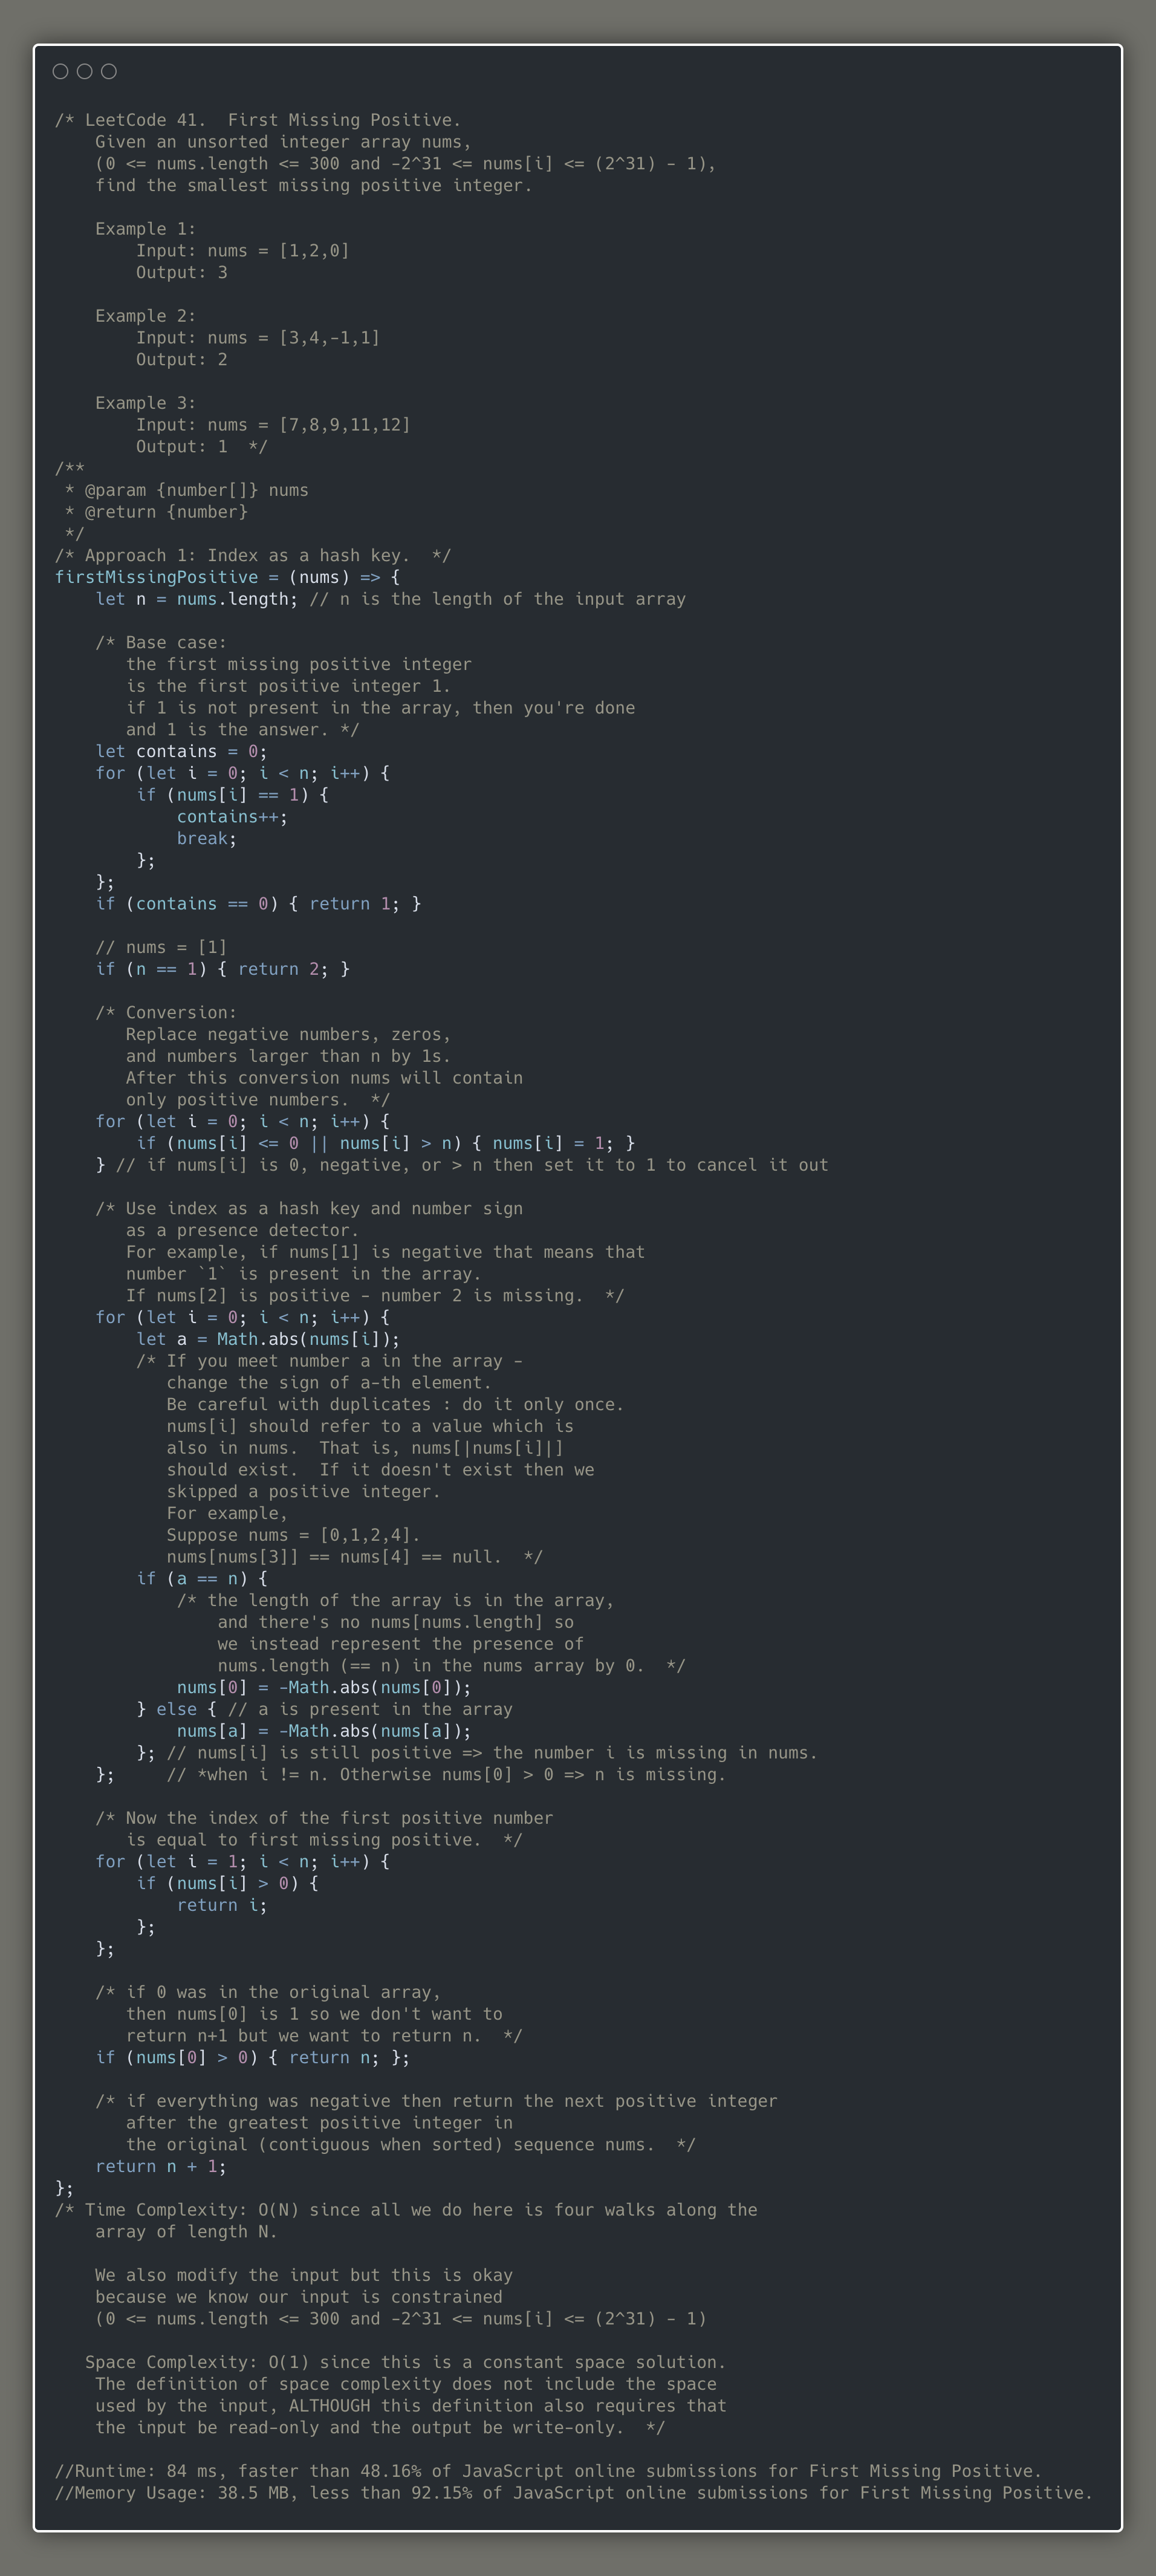 /* LeetCode 41.  First Missing Positive.
    Given an unsorted integer array nums,
    (0 <= nums.length <= 300 and -2^31 <= nums[i] <= (2^31) - 1),
    find the smallest missing positive integer.

    Example 1:
        Input: nums = [1,2,0]
        Output: 3

    Example 2:
        Input: nums = [3,4,-1,1]
        Output: 2

    Example 3:
        Input: nums = [7,8,9,11,12]
        Output: 1  */
/**
 * @param {number[]} nums
 * @return {number}
 */
/* Approach 1: Index as a hash key.  */
firstMissingPositive = (nums) => {
    let n = nums.length; // n is the length of the input array

    /* Base case:
       the first missing positive integer
       is the first positive integer 1.
       if 1 is not present in the array, then you're done
       and 1 is the answer. */
    let contains = 0;
    for (let i = 0; i < n; i++) {
        if (nums[i] == 1) {
            contains++;
            break;
        };
    };
    if (contains == 0) { return 1; }

    // nums = [1]
    if (n == 1) { return 2; }

    /* Conversion:
       Replace negative numbers, zeros,
       and numbers larger than n by 1s.
       After this conversion nums will contain
       only positive numbers.  */
    for (let i = 0; i < n; i++) {
        if (nums[i] <= 0 || nums[i] > n) { nums[i] = 1; }
    } // if nums[i] is 0, negative, or > n then set it to 1 to cancel it out

    /* Use index as a hash key and number sign
       as a presence detector.
       For example, if nums[1] is negative that means that
       number `1` is present in the array.
       If nums[2] is positive - number 2 is missing.  */
    for (let i = 0; i < n; i++) {
        let a = Math.abs(nums[i]);
        /* If you meet number a in the array -
           change the sign of a-th element.
           Be careful with duplicates : do it only once.
           nums[i] should refer to a value which is
           also in nums.  That is, nums[|nums[i]|]
           should exist.  If it doesn't exist then we
           skipped a positive integer.
           For example,
           Suppose nums = [0,1,2,4].
           nums[nums[3]] == nums[4] == null.  */
        if (a == n) {
            /* the length of the array is in the array,
                and there's no nums[nums.length] so
                we instead represent the presence of
                nums.length (== n) in the nums array by 0.  */
            nums[0] = -Math.abs(nums[0]);
        } else { // a is present in the array
            nums[a] = -Math.abs(nums[a]);
        }; // nums[i] is still positive => the number i is missing in nums.
    };     // *when i != n. Otherwise nums[0] > 0 => n is missing.

    /* Now the index of the first positive number
       is equal to first missing positive.  */
    for (let i = 1; i < n; i++) {
        if (nums[i] > 0) {
            return i;
        };
    };

    /* if 0 was in the original array,
       then nums[0] is 1 so we don't want to
       return n+1 but we want to return n.  */
    if (nums[0] > 0) { return n; };

    /* if everything was negative then return the next positive integer
       after the greatest positive integer in
       the original (contiguous when sorted) sequence nums.  */
    return n + 1;
};
/* Time Complexity: O(N) since all we do here is four walks along the
    array of length N.

    We also modify the input but this is okay
    because we know our input is constrained
    (0 <= nums.length <= 300 and -2^31 <= nums[i] <= (2^31) - 1)

   Space Complexity: O(1) since this is a constant space solution.
    The definition of space complexity does not include the space
    used by the input, ALTHOUGH this definition also requires that
    the input be read-only and the output be write-only.  */

//Runtime: 84 ms, faster than 48.16% of JavaScript online submissions for First Missing Positive.
//Memory Usage: 38.5 MB, less than 92.15% of JavaScript online submissions for First Missing Positive.